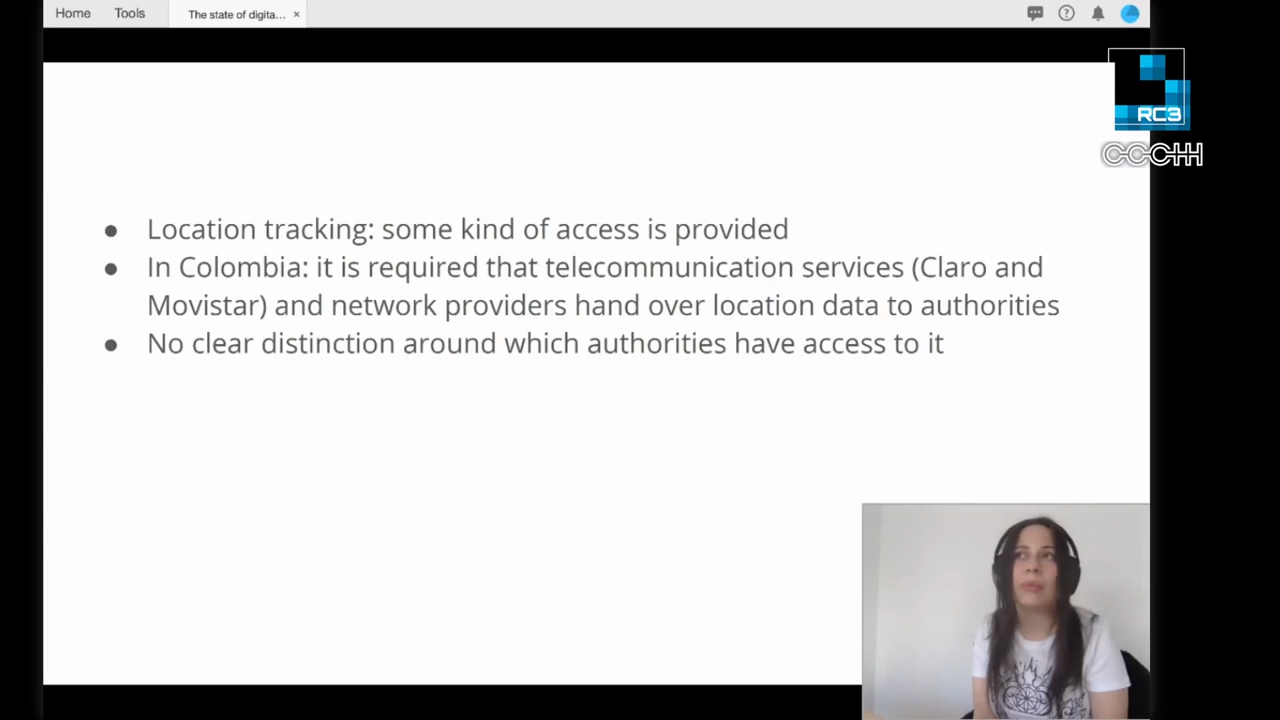 Home Tools The state of digita... ×
RC3
CCCHH
● Location tracking: some kind of access is provided
● In Colombia: it is required that telecommunication services (Claro and
Movistar) and network providers hand over location data to authorities
● No clear distinction around which authorities have access to it